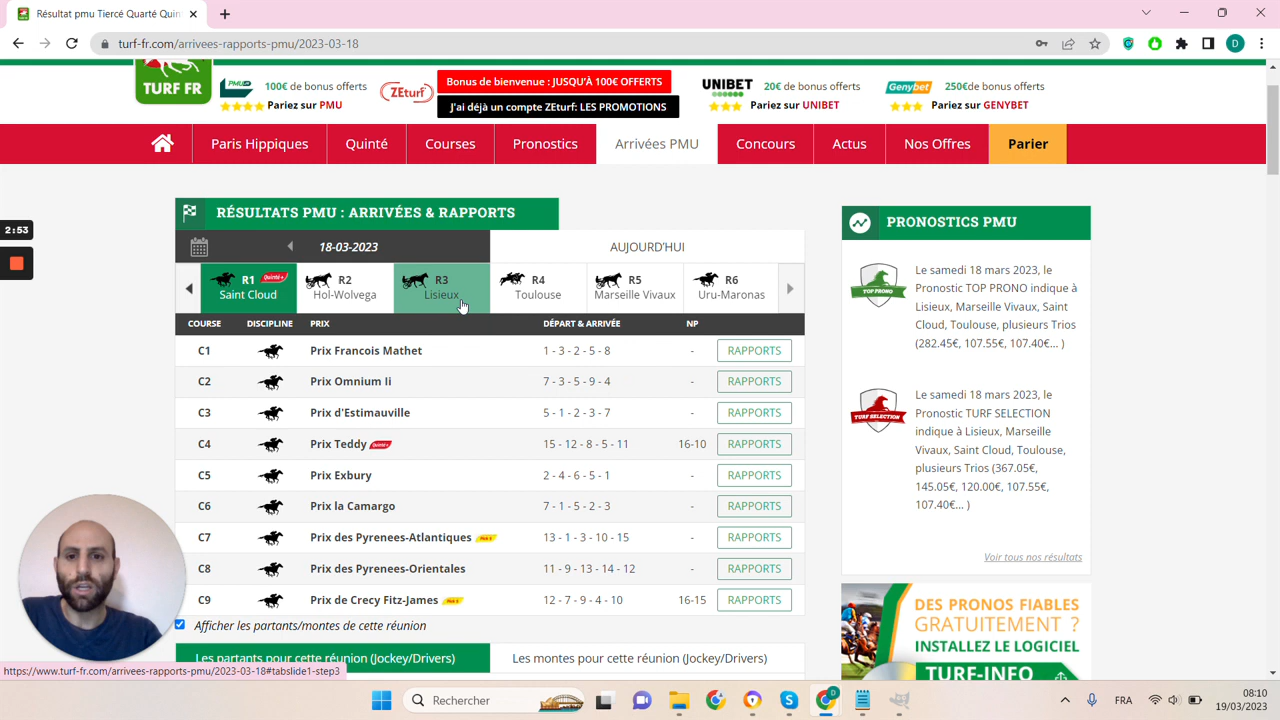 Résultat pmu Tiercé Quarté Quin
turf-fr.com/arrivees-rapports-pmu/2023-03-18
D
TURF FR
PMU
100€ de bonus offerts
Pariez sur PMU
ZEturf
Bonus de bienvenue : JUSQU'À 100€ OFFERTS
J'ai déjà un compte ZEturf: LES PROMOTIONS
UNIBET
20€ de bonus offerts
Pariez sur UNIBET
Genybet
250€de bonus offerts
Pariez sur GENYBET
Paris Hippiques
Quinté
Courses
Pronostics
Arrivées PMU
Concours
Actus
Nos Offres
Parier
2:53
RÉSULTATS PMU : ARRIVÉES & RAPPORTS
18-03-2023
AUJOURD'HUI
R1 Quinté+
Saint Cloud
R2
Hol-Wolvega
R3
Lisieux
R4
Toulouse
R5
Marseille Vivaux
R6
Uru-Maronas
COURSE DISCIPLINE PRIX DÉPART & ARRIVÉE NP
C1 Prix Francois Mathet 1 - 3 - 2 - 5 - 8 - RAPPORTS
C2 Prix Omnium Ii 7 - 3 - 5 - 9 - 4 - RAPPORTS
C3 Prix d'Estimauville 5 - 1 - 2 - 3 - 7 - RAPPORTS
C4 Prix Teddy Quinté+ 15 - 12 - 8 - 5 - 11 16-10 RAPPORTS
C5 Prix Exbury 2 - 4 - 6 - 5 - 1 - RAPPORTS
C6 Prix la Camargo 7 - 1 - 5 - 2 - 3 - RAPPORTS
C7 Prix des Pyrenees-Atlantiques Pick 5 13 - 1 - 3 - 10 - 15 - RAPPORTS
C8 Prix des Pyrenees-Orientales 11 - 9 - 13 - 14 - 12 - RAPPORTS
C9 Prix de Crecy Fitz-James Pick 5 12 - 7 - 9 - 4 - 10 16-15 RAPPORTS
Afficher les partants/montes de cette réunion
Les partants pour cette réunion (Jockey/Drivers)
Les montes pour cette réunion (Jockey/Drivers)
PRONOSTICS PMU
TOP PRONO
Le samedi 18 mars 2023, le
Pronostic TOP PRONO indique à
Lisieux, Marseille Vivaux, Saint
Cloud, Toulouse, plusieurs Trios
(282.45€, 107.55€, 107.40€... )
TURF SELECTION
Le samedi 18 mars 2023, le
Pronostic TURF SELECTION
indique à Lisieux, Marseille
Vivaux, Saint Cloud, Toulouse,
plusieurs Trios (367.05€,
145.05€, 120.00€, 107.55€,
107.40€... )
Voir tous nos résultats
DES PRONOS FIABLES
GRATUITEMENT ?
INSTALLEZ LE LOGICIEL
TURF-INFO
https://www.turf-fr.com/arrivees-rapports-pmu/2023-03-18#tabslide1-step3
Rechercher
FRA
08:10
19/03/2023